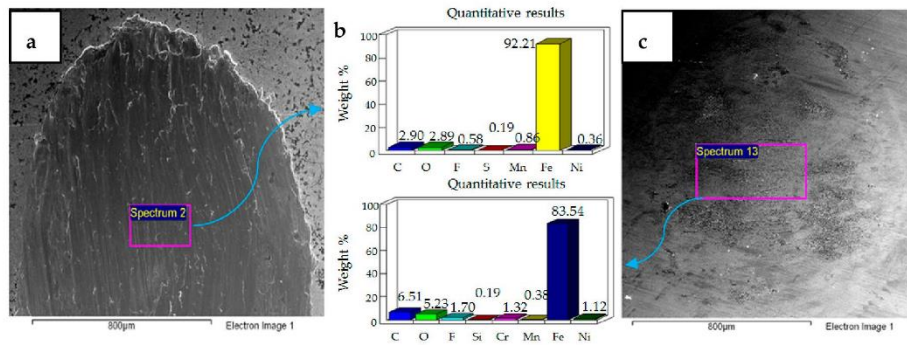 a
Spectrum 2
800μm
Electron Image 1
b
Quantitative results
Weight %
100
80
60
40
20
0
2.90 2.89 0.58 0.19 0.86 92.21 0.36
C O F S Mn Fe Ni
Quantitative results
Weight %
100
80
60
40
20
0
6.51 5.23 1.70 0.19 1.32 0.38 83.54 1.12
C O F Si Cr Mn Fe Ni
c
Spectrum 13
800μm
Electron Image 1